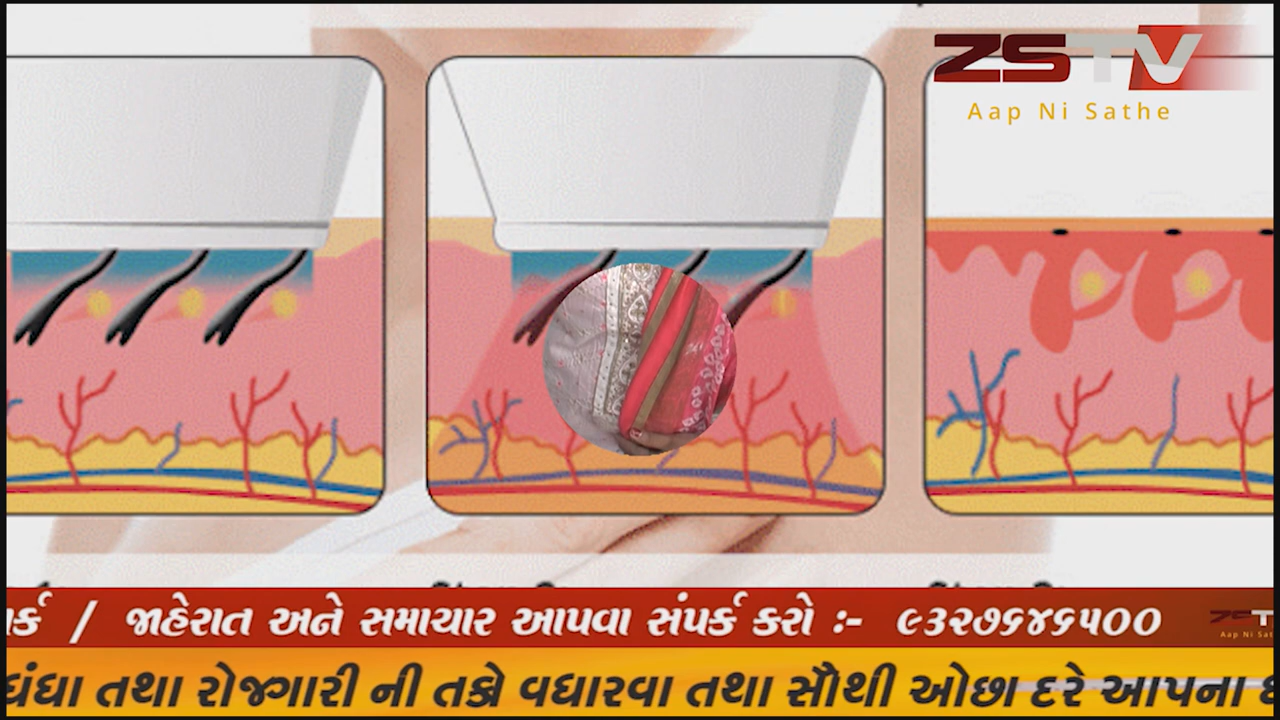 ZSTV
Aap Ni Sathe
/ જાહેરાત અને સમાચાર આપવા સંપર્ક કરો :- ૯૩૨૭૬૪૬૫૦૦
ધંધા તથા રોજગારી ની તકો વધારવા તથા સૌથી ઓછા દરે આપના